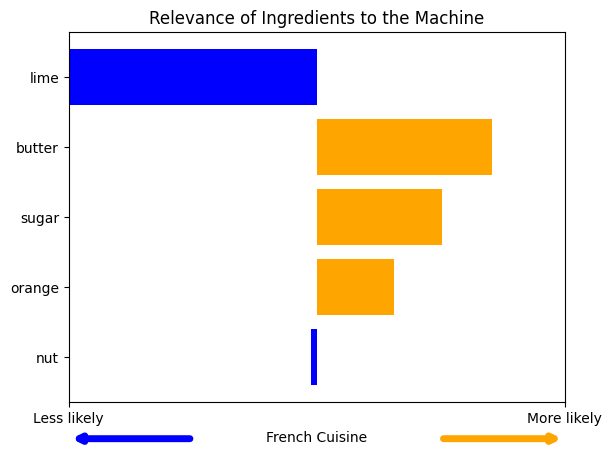 Relevance of Ingredients to the Machine
lime
butter
sugar
orange
nut
Less likely
More likely
French Cuisine